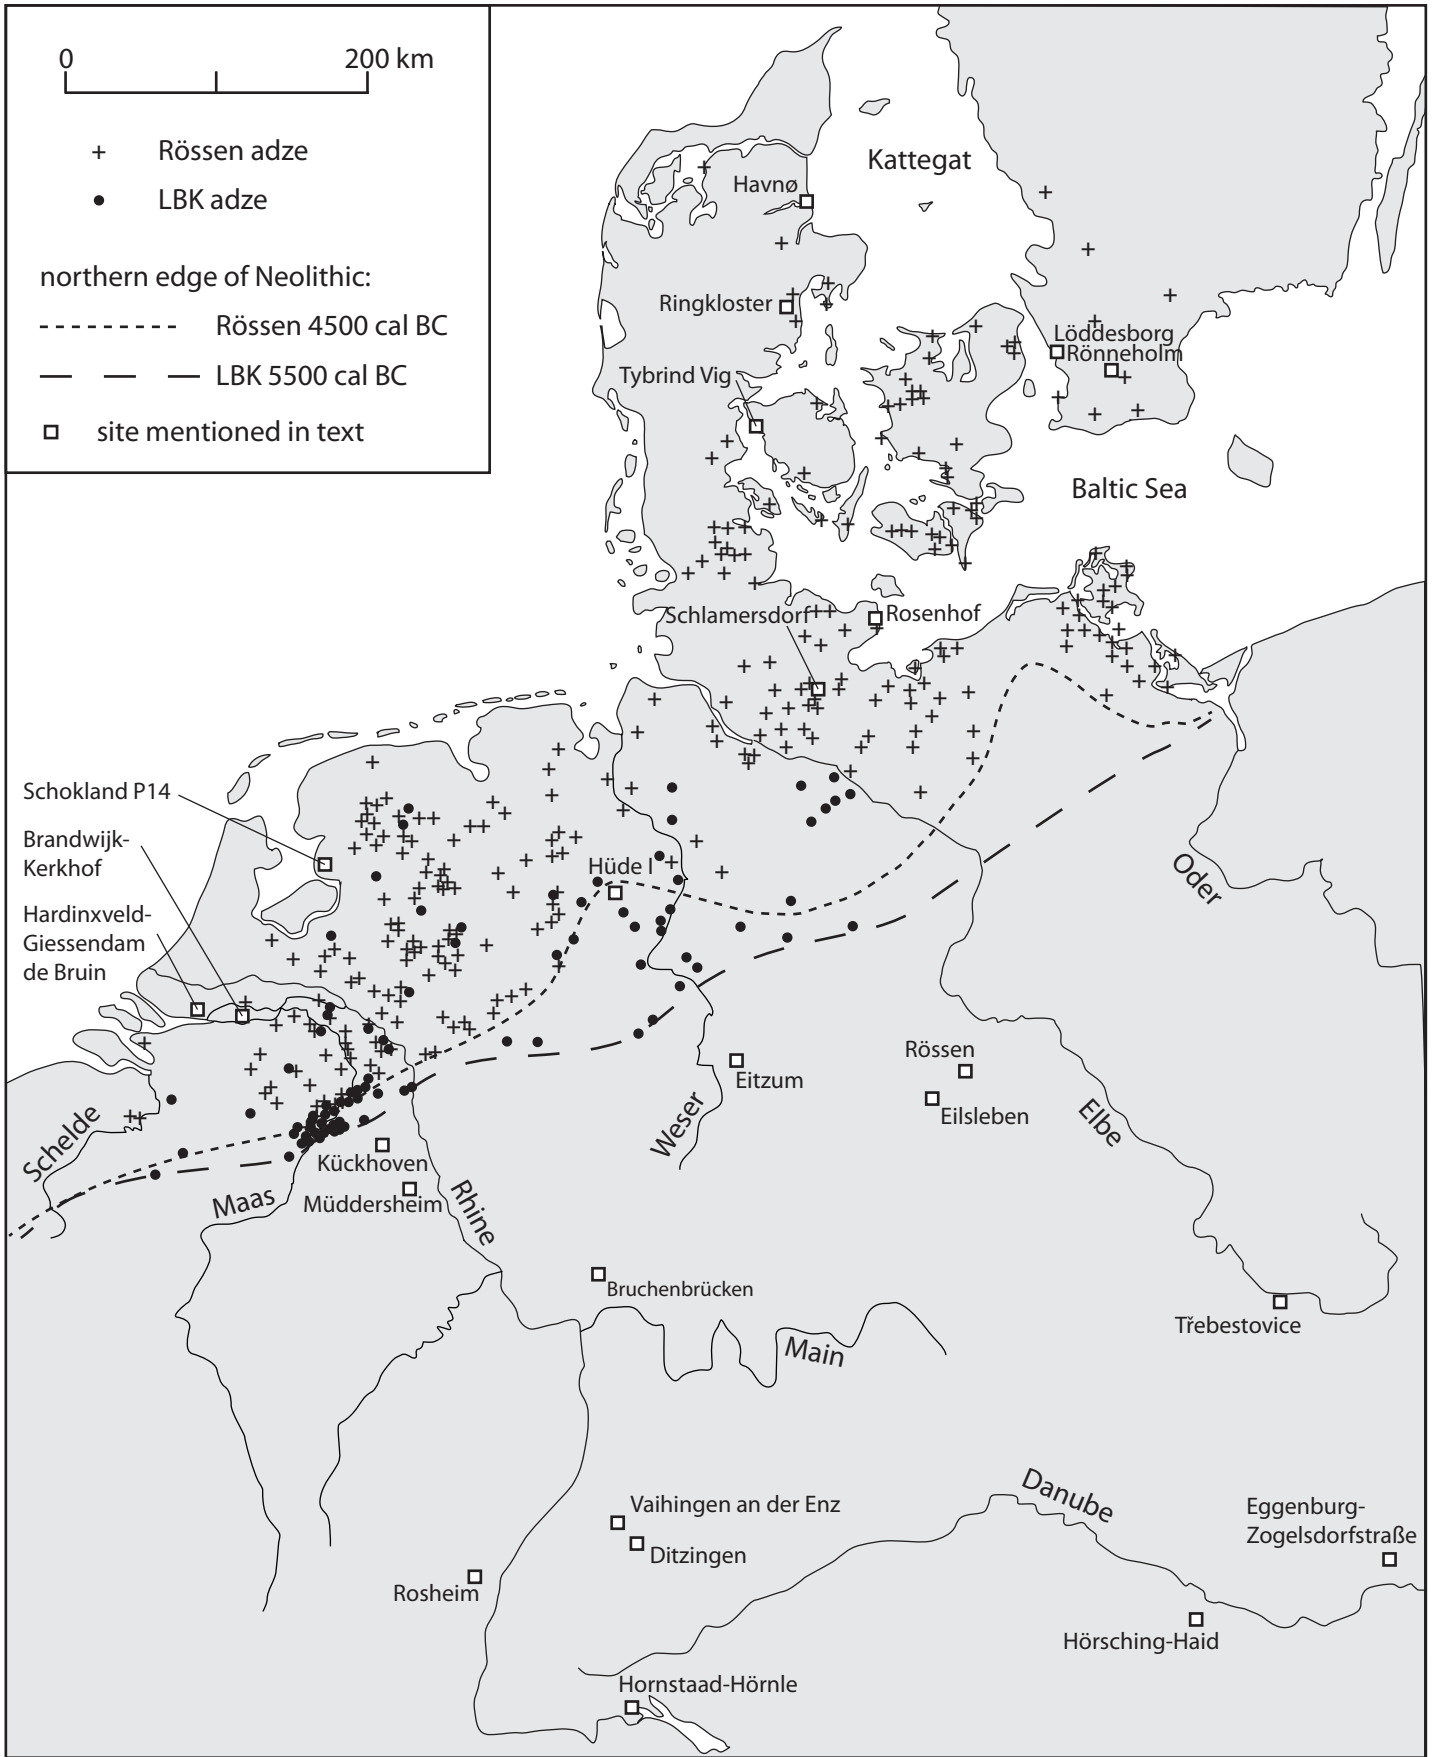 0 200 km
Rössen adze
LBK adze
northern edge of Neolithic:
Rössen 4500 cal BC
LBK 5500 cal BC
site mentioned in text
Kattegat
Havnø
Ringkloster
Löddesborg
Rönneholm
Tybrind Vig
Baltic Sea
Schlamersdorf
Rosenhof
Schokland P14
Brandwijk-
Kerkhof
Hüde I
Oder
Hardinxveld-
Giessendam
de Bruin
Rössen
Eitzum
Eilsleben
Elbe
Weser
Schelde
Kückhoven
Maas
Müddersheim
Rhine
Bruchenbrücken
Třebestovice
Main
Danube
Vaihingen an der Enz
Eggenburg-
Zogelsdorfstraße
Ditzingen
Rosheim
Hörsching-Haid
Hornstaad-Hörnle